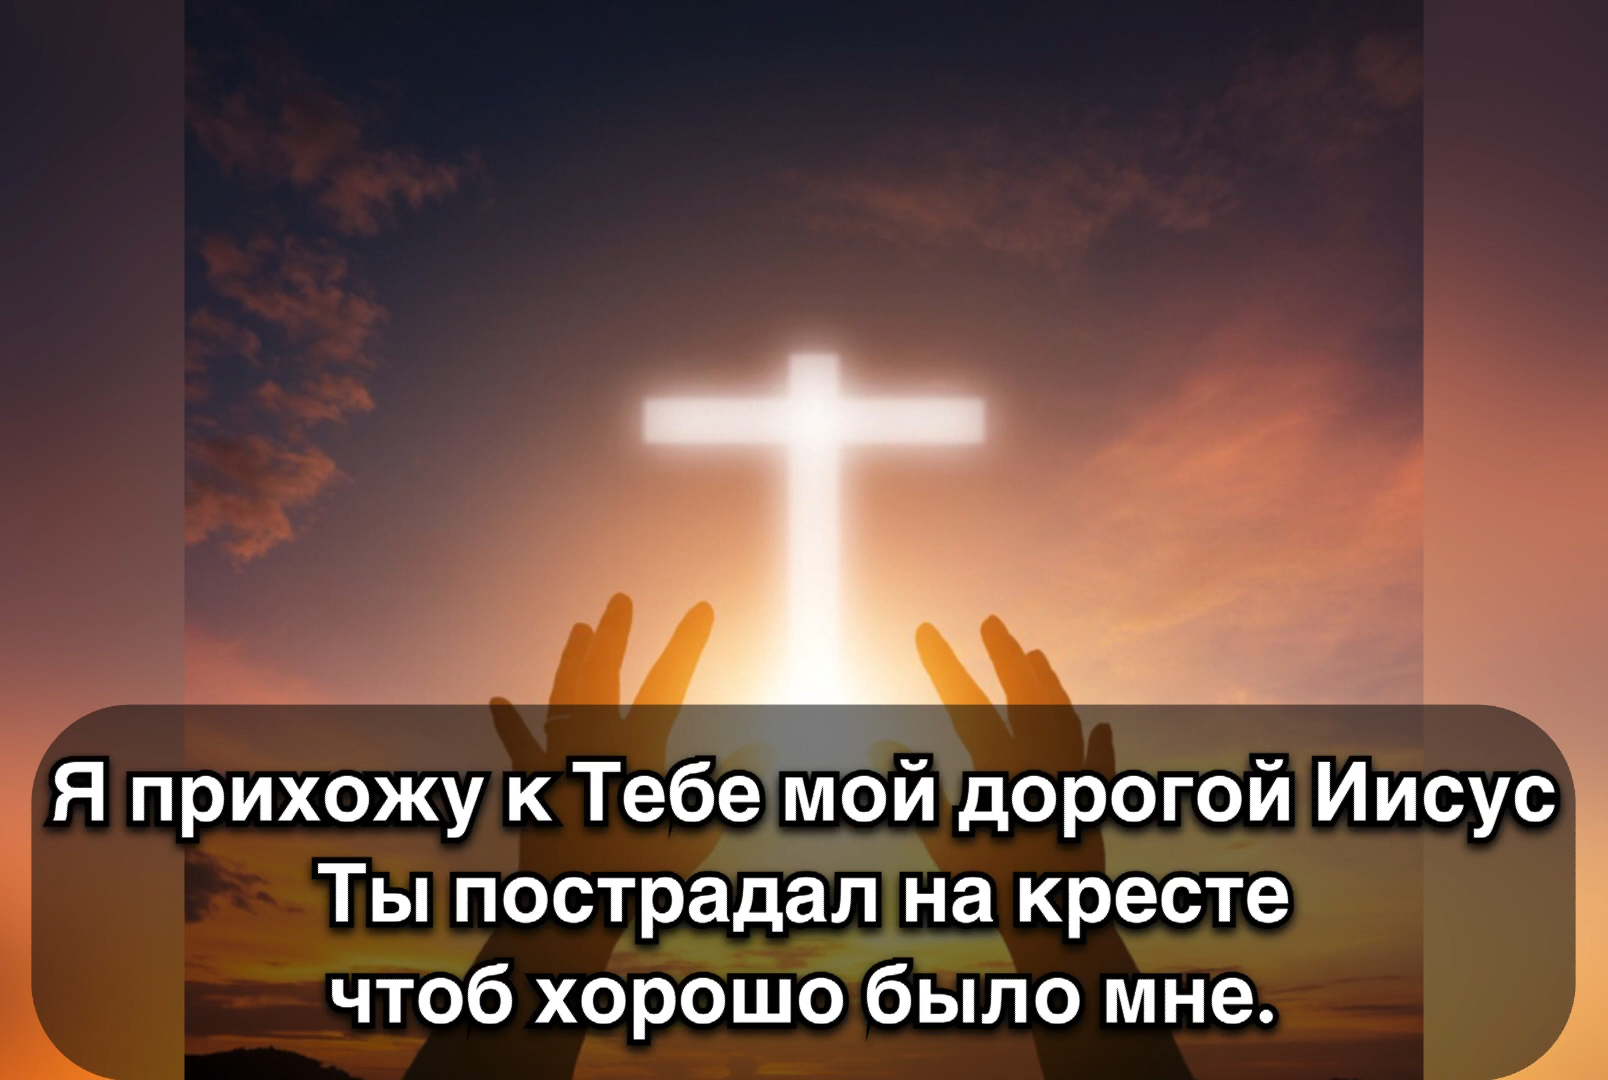 Я прихожу к Тебе мой дорогой Иисус
Ты пострадал на кресте
чтоб хорошо было мне.